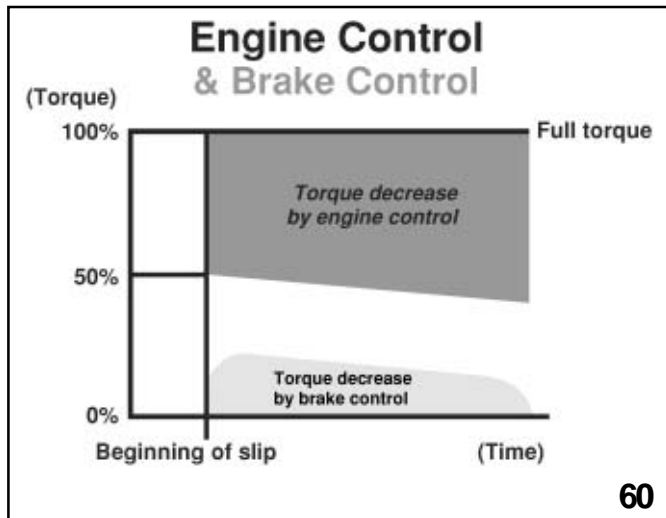 Engine Control
& Brake Control
(Torque)
100%
Full torque
Torque decrease
by engine control
50%
Torque decrease
by brake control
0%
Beginning of slip
(Time)
60